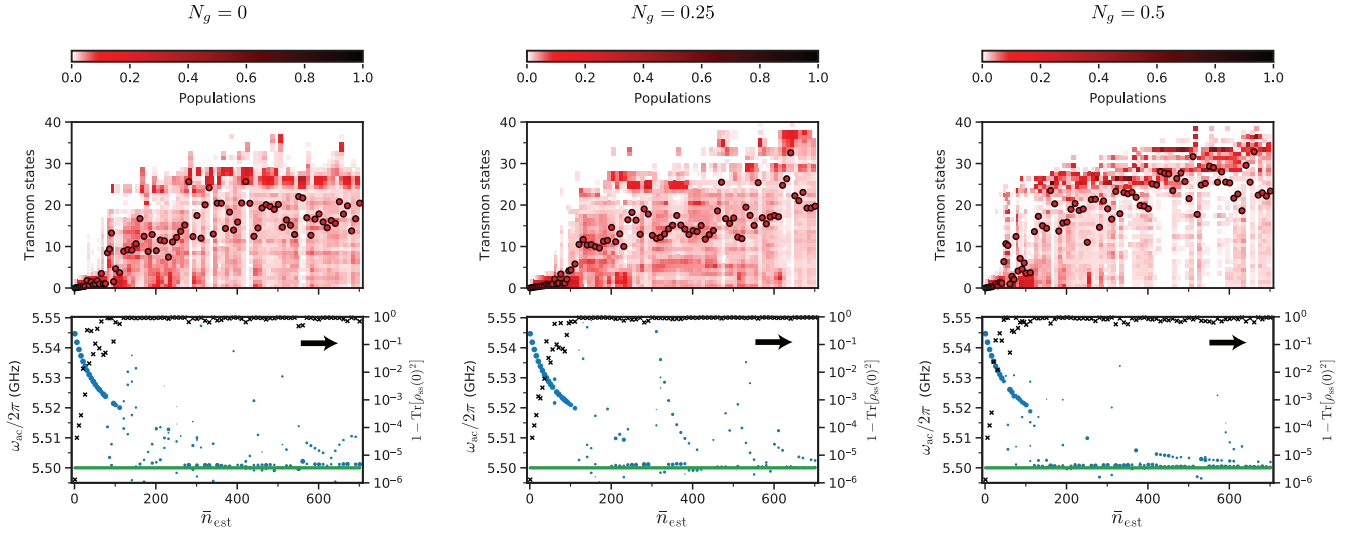 N_g = 0
N_g = 0.25
N_g = 0.5
0.0 0.2 0.4 0.6 0.8 1.0
Populations
0.0 0.2 0.4 0.6 0.8 1.0
Populations
0.0 0.2 0.4 0.6 0.8 1.0
Populations
Transmon states
40
30
20
10
0
Transmon states
40
30
20
10
0
Transmon states
40
30
20
10
0
ω_ac/2π (GHz)
5.55
5.54
5.53
5.52
5.51
5.50
10^0
10^−1
10^−2
10^−3
10^−4
10^−5
10^−6
1 − Tr[ρ_ss(0)^2]
0 200 400 600
n̄_est
ω_ac/2π (GHz)
5.55
5.54
5.53
5.52
5.51
5.50
10^0
10^−1
10^−2
10^−3
10^−4
10^−5
10^−6
1 − Tr[ρ_ss(0)^2]
0 200 400 600
n̄_est
ω_ac/2π (GHz)
5.55
5.54
5.53
5.52
5.51
5.50
10^0
10^−1
10^−2
10^−3
10^−4
10^−5
10^−6
1 − Tr[ρ_ss(0)^2]
0 200 400 600
n̄_est